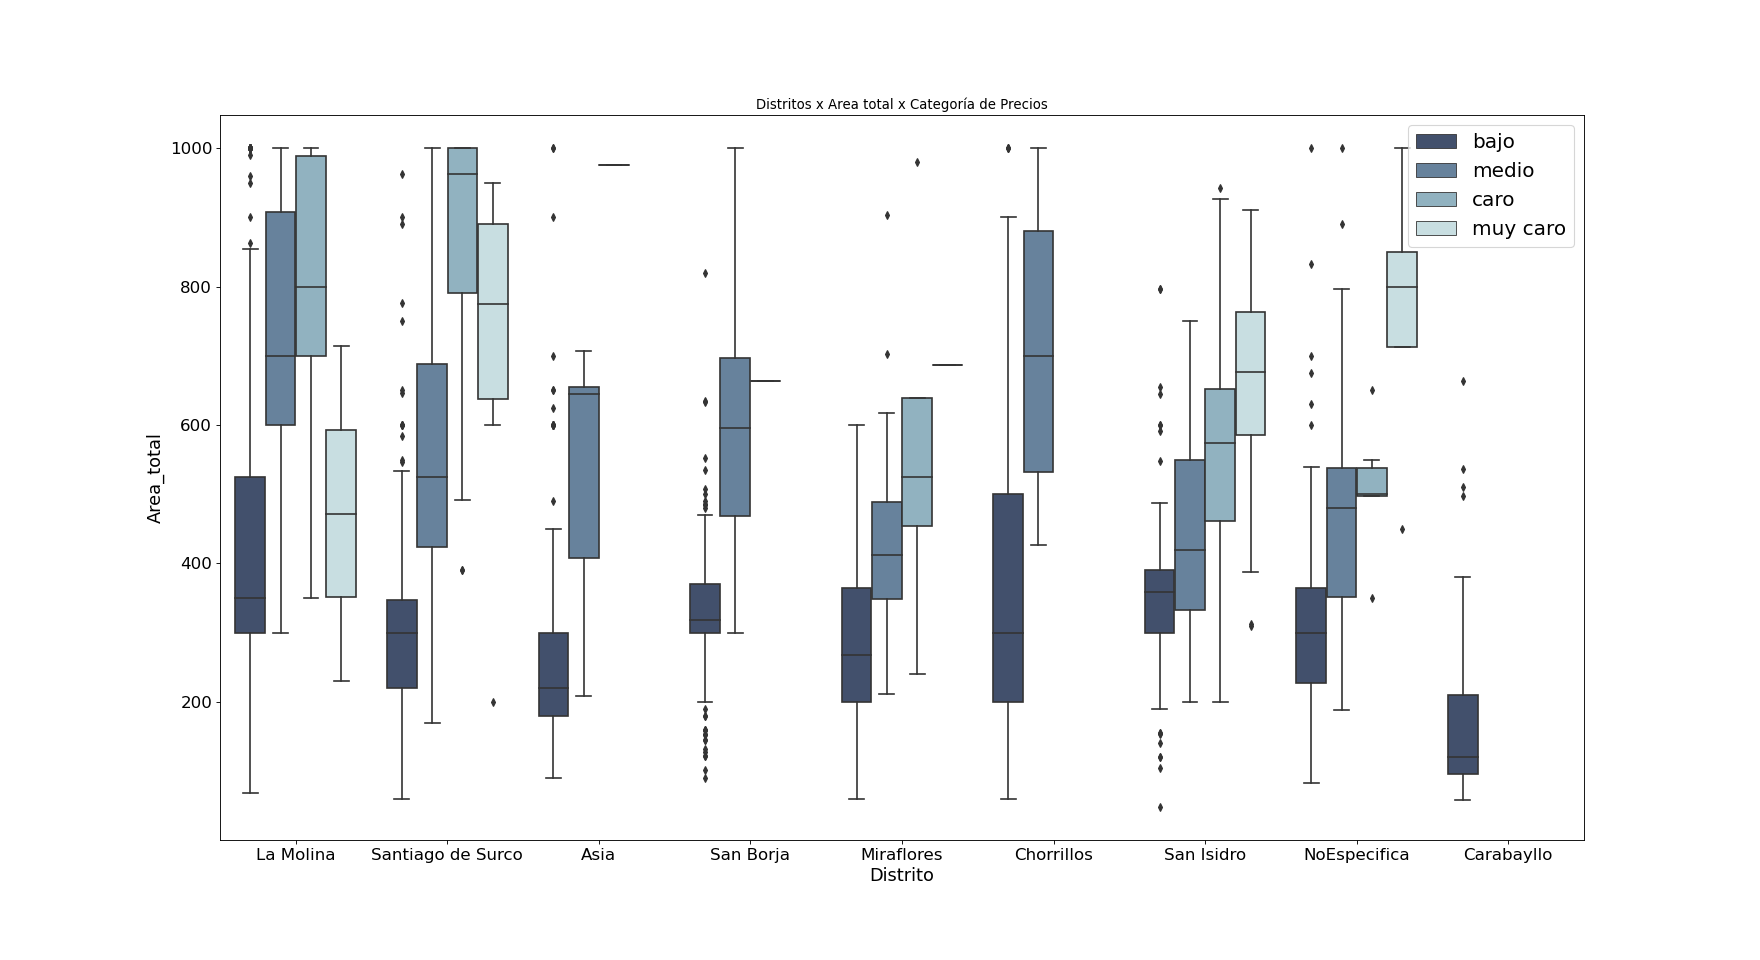 Distritos x Area total x Categoría de Precios
bajo
medio
caro
muy caro
1000
800
600
400
200
Area_total
La Molina
Santiago de Surco
Asia
San Borja
Miraflores
Chorrillos
San Isidro
NoEspecifica
Carabayllo
Distrito